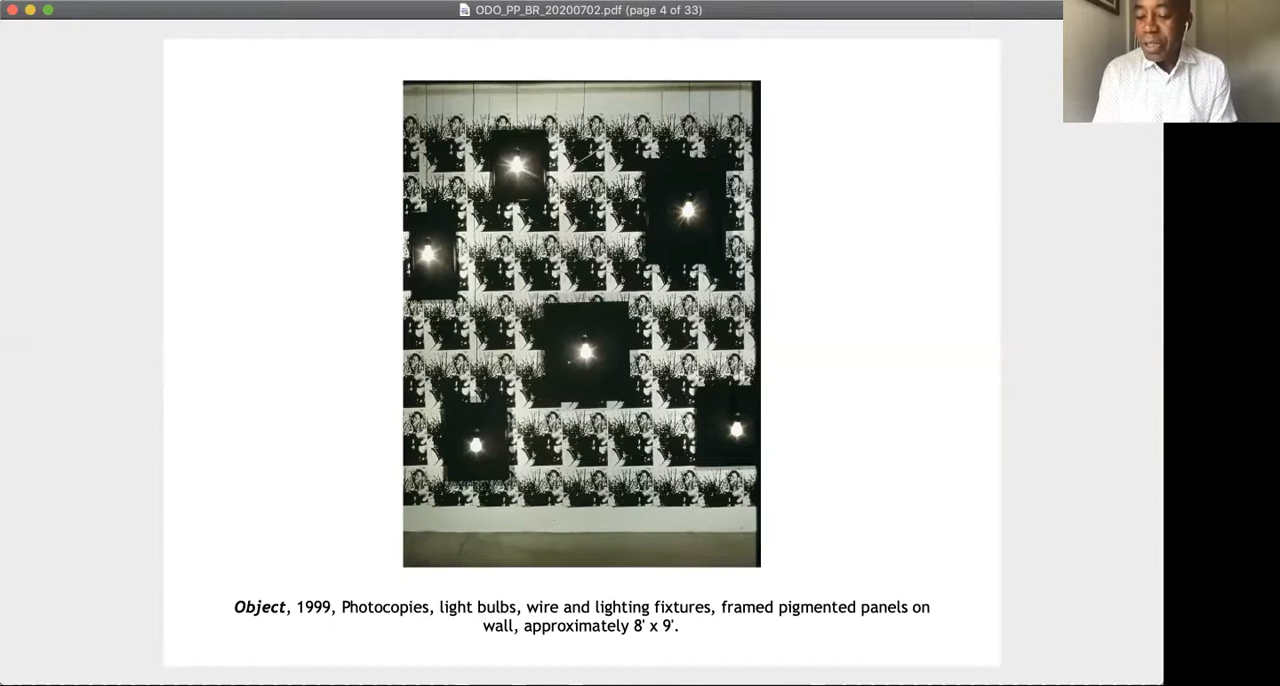 ODO_PP_BR_20200702.pdf (page 4 of 33)
Object, 1999, Photocopies, light bulbs, wire and lighting fixtures, framed pigmented panels on
wall, approximately 8' x 9'.